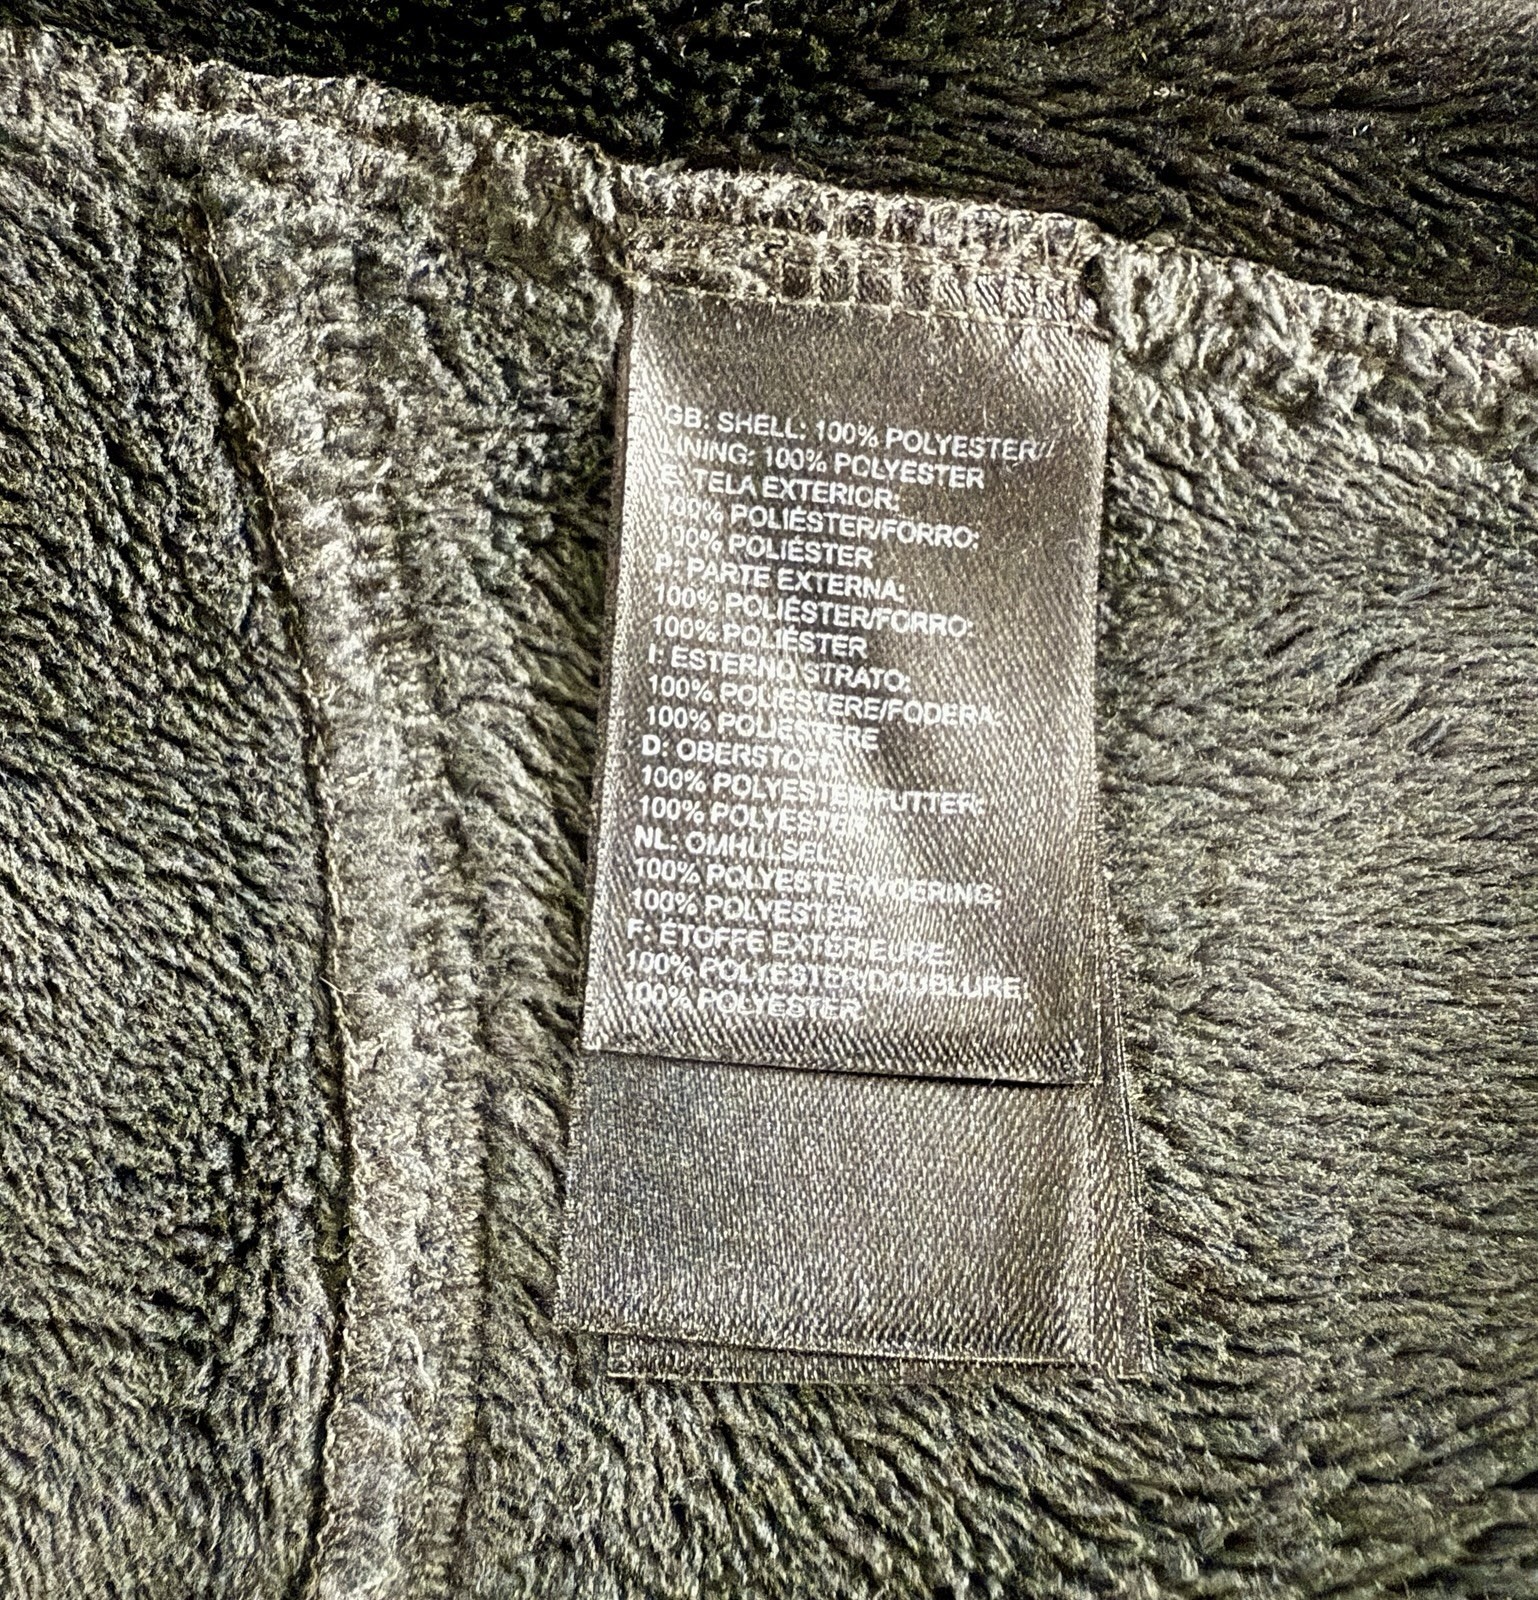 GB: SHELL: 100% POLYESTER/
LINING: 100% POLYESTER
E: TELA EXTERIOR:
100% POLIÉSTER/FORRO:
100% POLIÉSTER
P: PARTE EXTERNA:
100% POLIÉSTER/FORRO:
100% POLIÉSTER
I: ESTERNO STRATO:
100% POLIESTERE/FODERA:
100% POLIESTERE
D: OBERSTOFF:
100% POLYESTER/FUTTER:
100% POLYESTER.
NL: OMHULSEL:
100% POLYESTER/VOERING:
100% POLYESTER.
F: ETOFFE EXTERIEURE:
100% POLYESTER/DOUBLURE:
100% POLYESTER.